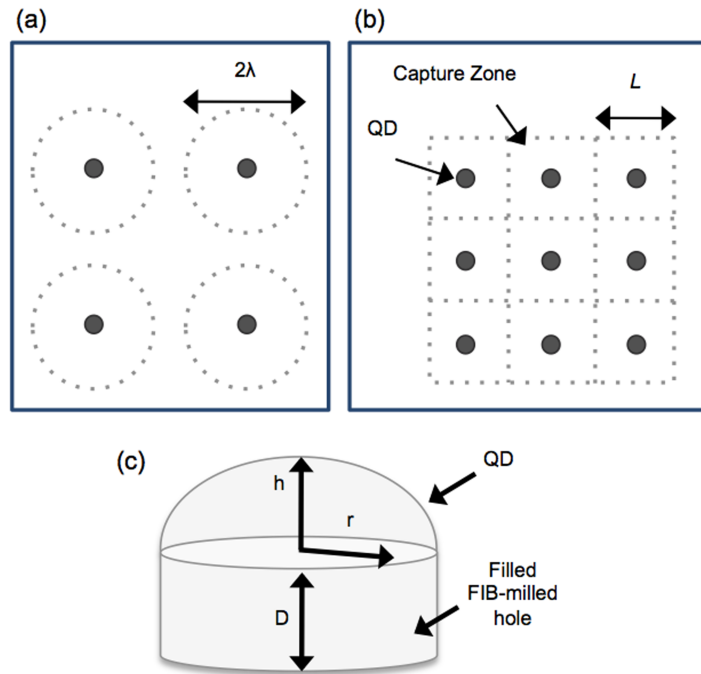 (a)
2λ
(b)
Capture Zone
L
QD
(c)
h
QD
r
D
Filled
FIB-milled
hole